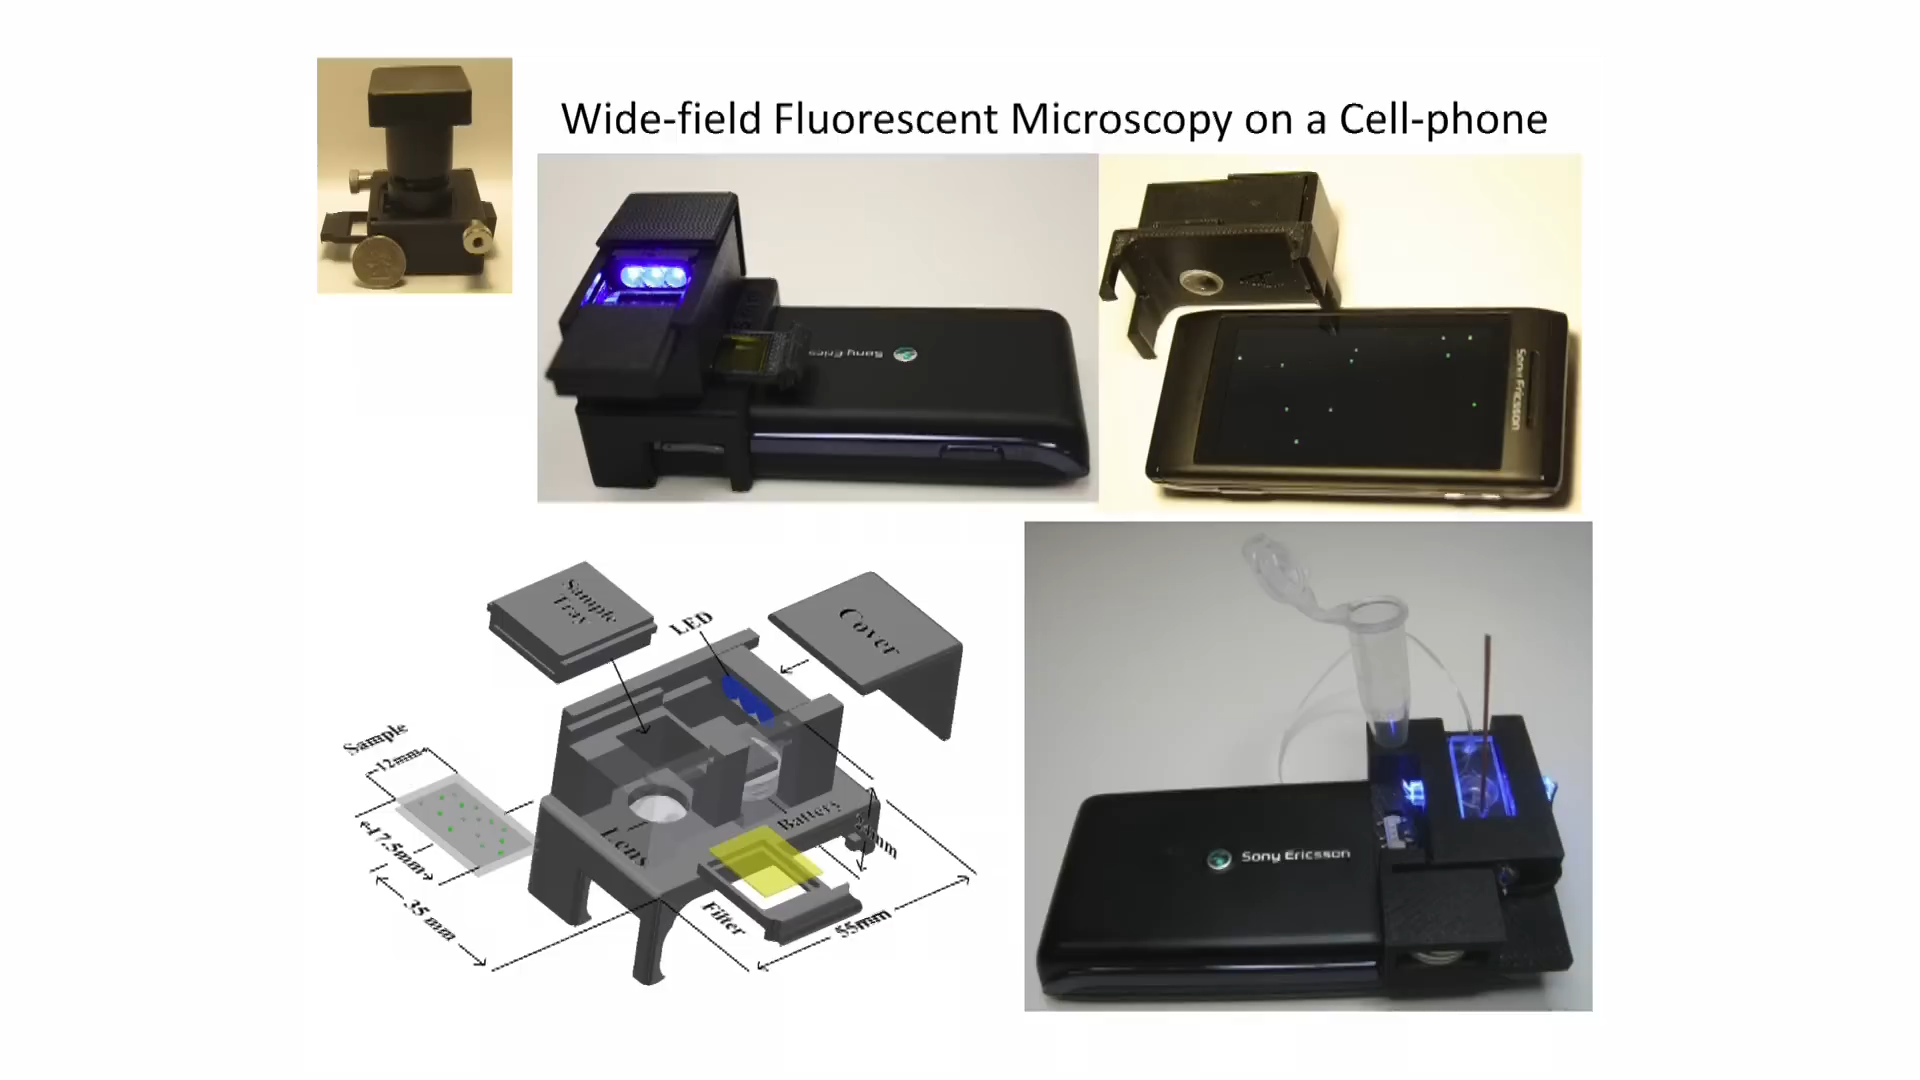 Wide-field Fluorescent Microscopy on a Cell-phone
Sony Erics
Sony Ericsson
Sample
Tray
LED
Cover
Sample
~12mm
17.5mm
35 mm
Lens
Battery
Filter
55mm
Sony Ericsson